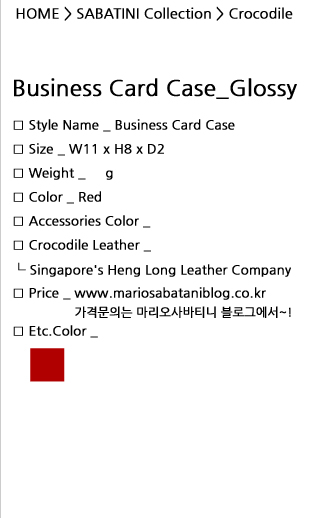 HOME > SABATINI Collection > Crocodile
Business Card Case_Glossy
□ Style Name _ Business Card Case
□ Size _ W11 x H8 x D2
□ Weight _ g
□ Color _ Red
□ Accessories Color _
□ Crocodile Leather _
└ Singapore's Heng Long Leather Company
□ Price _ www.mariosabataniblog.co.kr
가격문의는 마리오사바티니 블로그에서~!
□ Etc.Color _